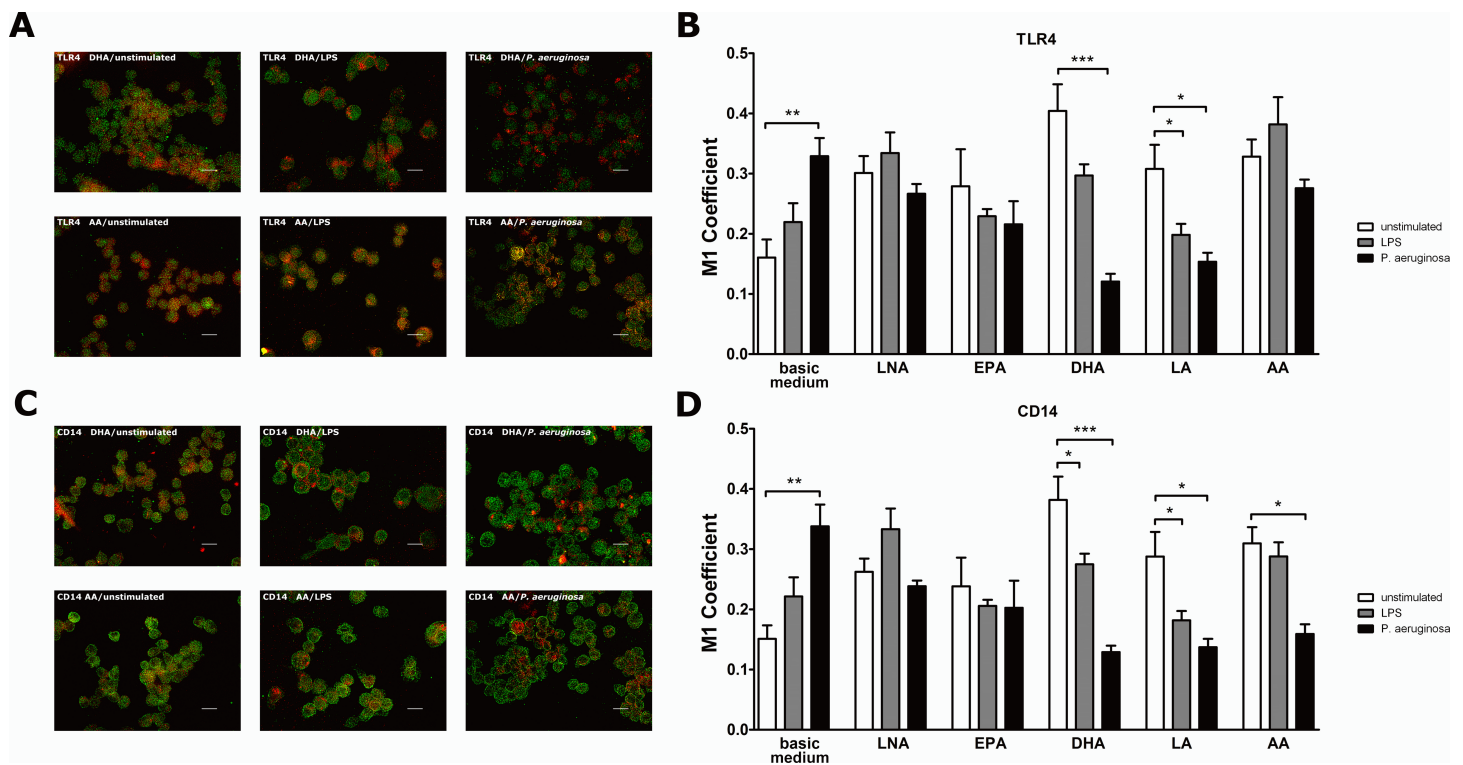 A
TLR4 DHA/unstimulated
TLR4 DHA/LPS
TLR4 DHA/P. aeruginosa
TLR4 AA/unstimulated
TLR4 AA/LPS
TLR4 AA/P. aeruginosa
B
TLR4
M1 Coefficient
0.5
0.4
0.3
0.2
0.1
0.0
**
***
*
*
basic
medium
LNA
EPA
DHA
LA
AA
unstimulated
LPS
P. aeruginosa
C
CD14 DHA/unstimulated
CD14 DHA/LPS
CD14 DHA/P. aeruginosa
CD14 AA/unstimulated
CD14 AA/LPS
CD14 AA/P. aeruginosa
D
CD14
M1 Coefficient
0.5
0.4
0.3
0.2
0.1
0.0
**
***
*
*
*
*
basic
medium
LNA
EPA
DHA
LA
AA
unstimulated
LPS
P. aeruginosa